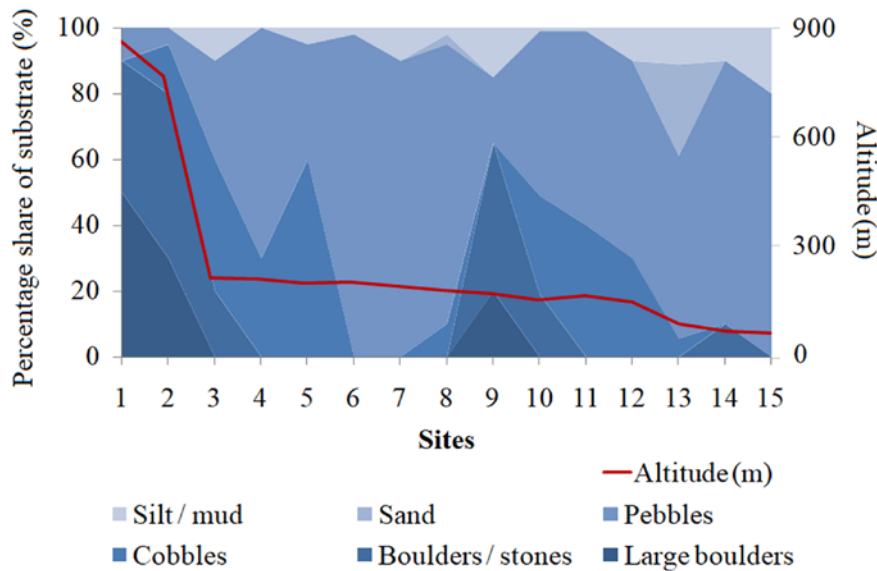 Percentage share of substrate (%)
100
80
60
40
20
0
900
600
300
0
Altitude (m)
1 2 3 4 5 6 7 8 9 10 11 12 13 14 15
Sites
Altitude (m)
Silt / mud Sand Pebbles
Cobbles Boulders / stones Large boulders